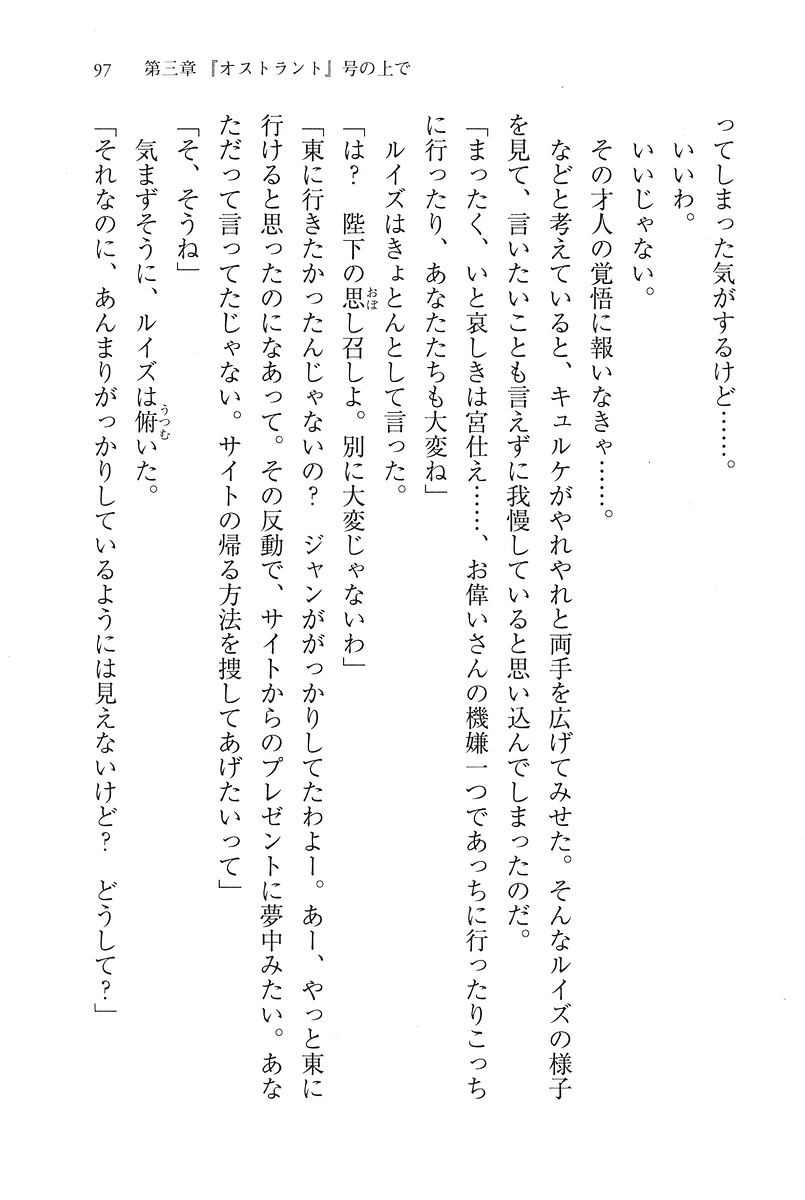 97　第三章『オストラント』号の上で
ってしまった気がするけど……。
いいわ。
いいじゃない。
その才人の覚悟に報いなきゃ……。
などと考えていると、キュルケがやれやれと両手を広げてみせた。そんなルイズの様子
を見て、言いたいことも言えずに我慢していると思い込んでしまったのだ。
「まったく、いと哀しきは宮仕え……、お偉いさんの機嫌一つであっちに行ったりこっち
に行ったり、あなたたちも大変ね」
ルイズはきょとんとして言った。
「は？　陛下の思し召しよ。別に大変じゃないわ」
おぼ
「東に行きたかったんじゃないの？　ジャンががっかりしてたわよー。あー、やっと東に
行けると思ったのになあって。その反動で、サイトからのプレゼントに夢中みたい。あな
ただって言ってたじゃない。サイトの帰る方法を捜してあげたいって」
「そ、そうね」
気まずそうに、ルイズは俯いた。
うつむ
「それなのに、あんまりがっかりしているようには見えないけど？　どうして？」